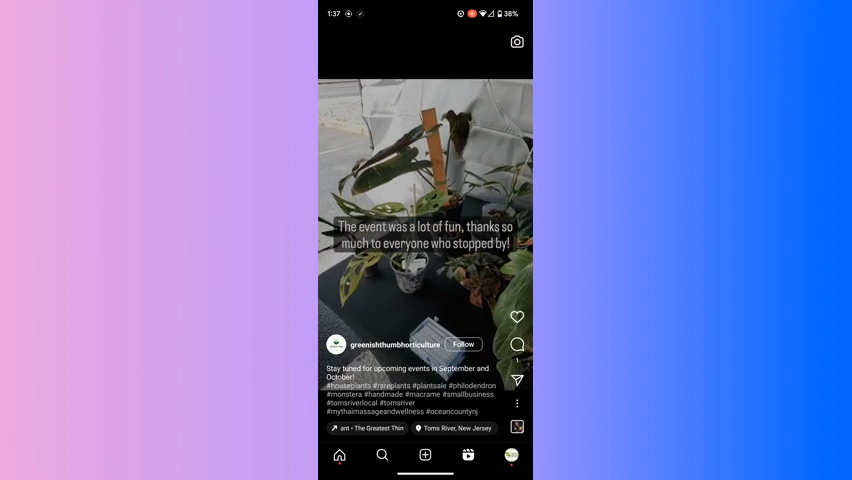 1:37
38%
The event was a lot of fun, thanks so
much to everyone who stopped by!
greenishthumbhorticulture
Follow
Stay tuned for upcoming events in September and
October!
#houseplants #rareplants #plantsale #philodendron
#monstera #handmade #macrame #smallbusiness
#tomsriverlocal #tomsriver
#mythaimassageandwellness #oceancountynj
1
ant • The Greatest Thin
Toms River, New Jersey